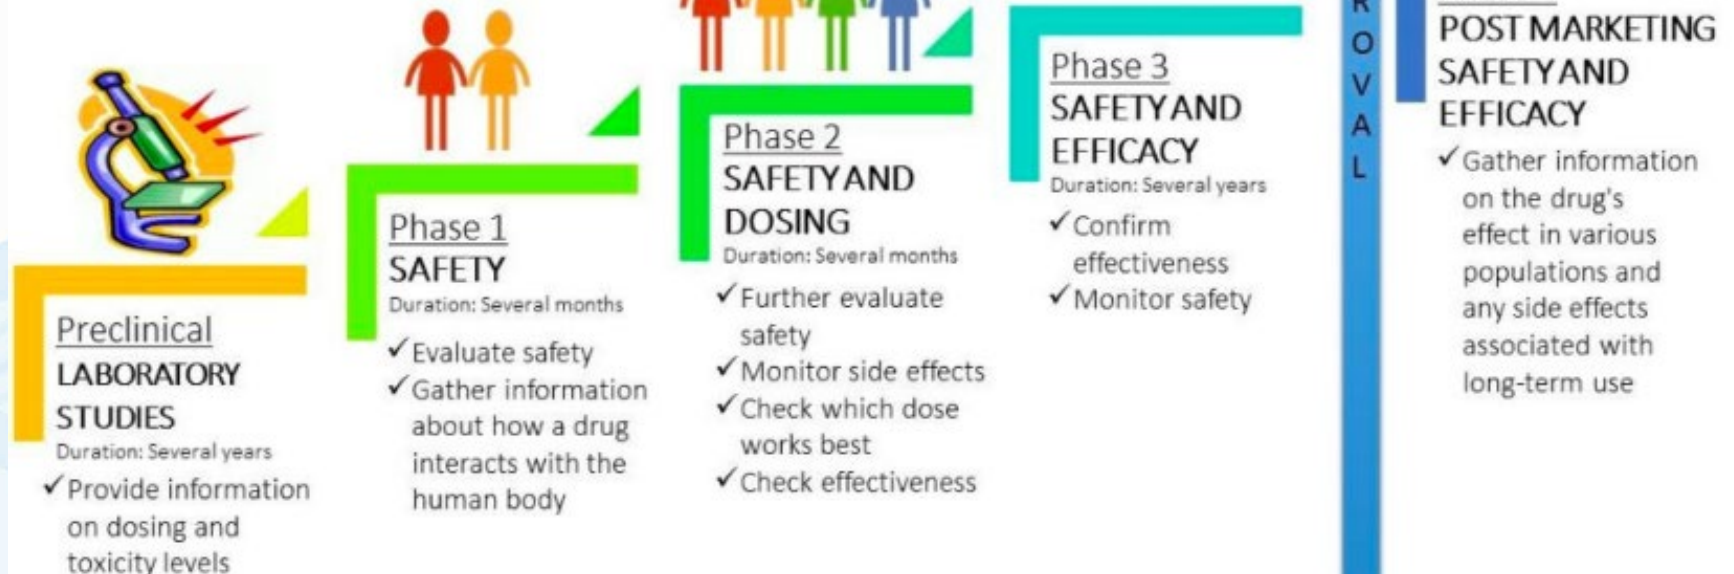 Preclinical
LABORATORY
STUDIES
Duration: Several years
✓Provide information
on dosing and
toxicity levels
Phase 1
SAFETY
Duration: Several months
✓Evaluate safety
✓Gather information
about how a drug
interacts with the
human body
Phase 2
SAFETY AND
DOSING
Duration: Several months
✓Further evaluate
safety
✓Monitor side effects
✓Check which dose
works best
✓Check effectiveness
Phase 3
SAFETY AND
EFFICACY
Duration: Several years
✓Confirm
effectiveness
✓Monitor safety
R
O
V
A
L
POST MARKETING
SAFETY AND
EFFICACY
✓Gather information
on the drug's
effect in various
populations and
any side effects
associated with
long-term use